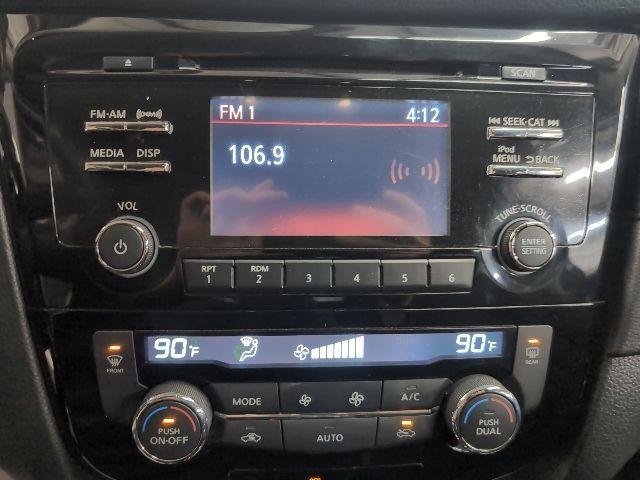 SCAN
FM·AM ((XM))
FM 1 4:12
SEEK·CAT
106.9
MEDIA DISP
iPod
MENU BACK
VOL
TUNE·SCROLL
ENTER
SETTING
RPT RDM
1 2 3 4 5 6
90°F 90°F
FRONT
REAR
MODE
A/C
PUSH
ON·OFF
AUTO
PUSH
DUAL